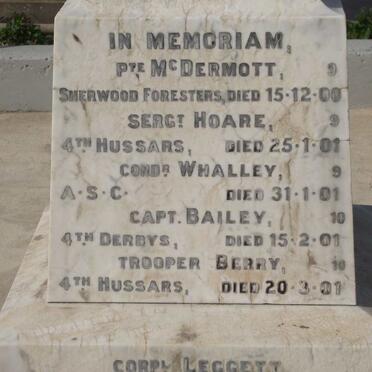 IN MEMORIAM,
PTE MCDERMOTT, 9
SHERWOOD FORESTERS, DIED 15·12·00
SERGT HOARE, 9
4TH HUSSARS, DIED 25·1·01
CONDR WHALLEY, 9
A·S·C· DIED 31·1·01
CAPT. BAILEY, 10
4TH DERBYS, DIED 15·2·01
TROOPER BERRY, 10
4TH HUSSARS, DIED 20·3·01
CORPL LEGGETT